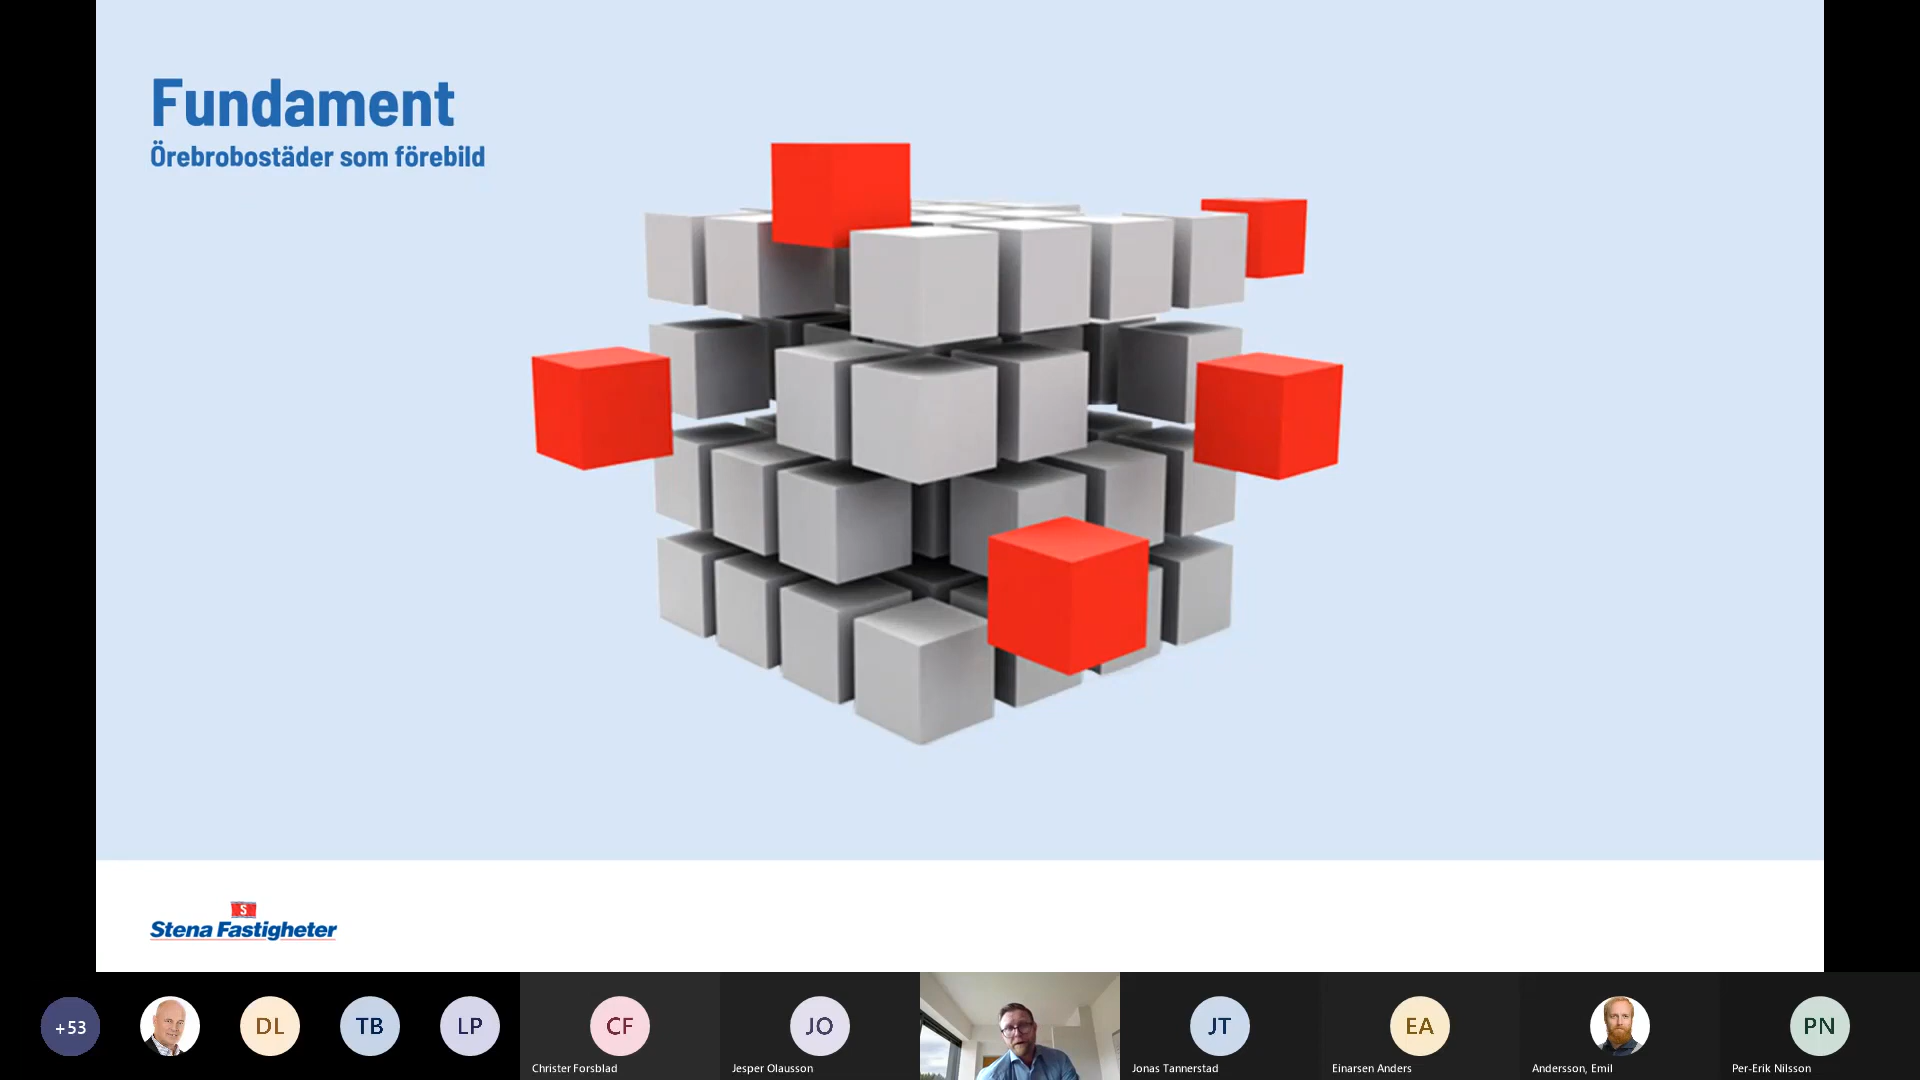 Fundament
Örebrobostäder som förebild
S
Stena Fastigheter
+53
DL
TB
LP
CF
JO
JT
EA
PN
Christer Forsblad
Jesper Olausson
Jonas Tannerstad
Einarsen Anders
Andersson, Emil
Per-Erik Nilsson